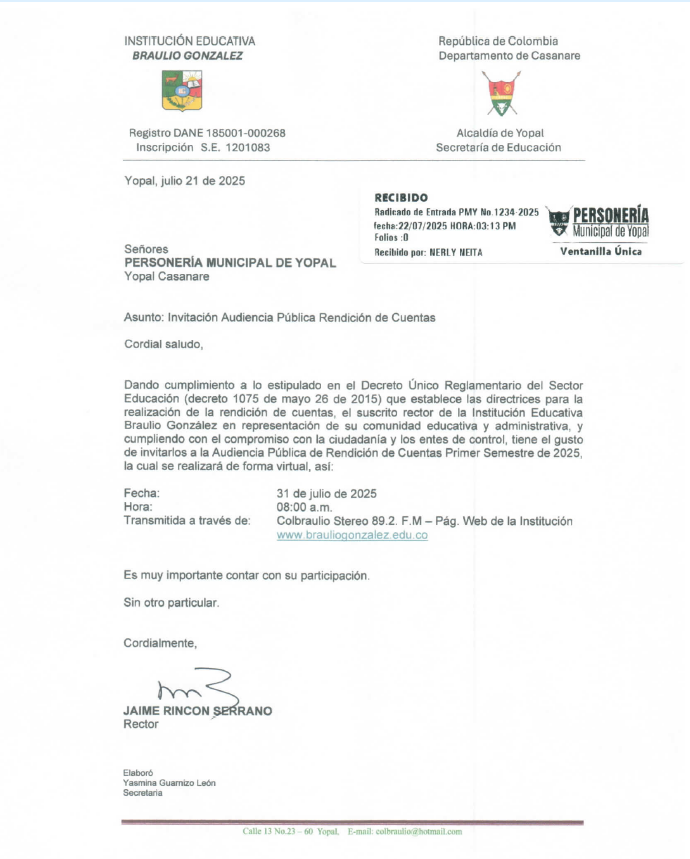 INSTITUCIÓN EDUCATIVA
BRAULIO GONZALEZ
República de Colombia
Departamento de Casanare
Registro DANE 185001-000268
Inscripción S.E. 1201083
Alcaldía de Yopal
Secretaría de Educación
Yopal, julio 21 de 2025
RECIBIDO
Radicado de Entrada PMY No.1234-2025
fecha:22/07/2025 HORA:03:13 PM
Folios :0
Recibido por: NERLY NEITA
PERSONERÍA
Municipal de Yopal
Ventanilla Única
Señores
PERSONERÍA MUNICIPAL DE YOPAL
Yopal Casanare
Asunto: Invitación Audiencia Pública Rendición de Cuentas
Cordial saludo,
Dando cumplimiento a lo estipulado en el Decreto Único Reglamentario del Sector
Educación (decreto 1075 de mayo 26 de 2015) que establece las directrices para la
realización de la rendición de cuentas, el suscrito rector de la Institución Educativa
Braulio González en representación de su comunidad educativa y administrativa, y
cumpliendo con el compromiso con la ciudadanía y los entes de control, tiene el gusto
de invitarlos a la Audiencia Pública de Rendición de Cuentas Primer Semestre de 2025,
la cual se realizará de forma virtual, así:
Fecha: 31 de julio de 2025
Hora: 08:00 a.m.
Transmitida a través de: Colbraulio Stereo 89.2. F.M – Pág. Web de la Institución
www.brauliogonzalez.edu.co
Es muy importante contar con su participación.
Sin otro particular.
Cordialmente,
JAIME RINCON SERRANO
Rector
Elaboró
Yasmina Guarnizo León
Secretaria
Calle 13 No.23 – 60 Yopal, E-mail: colbraulio@hotmail.com